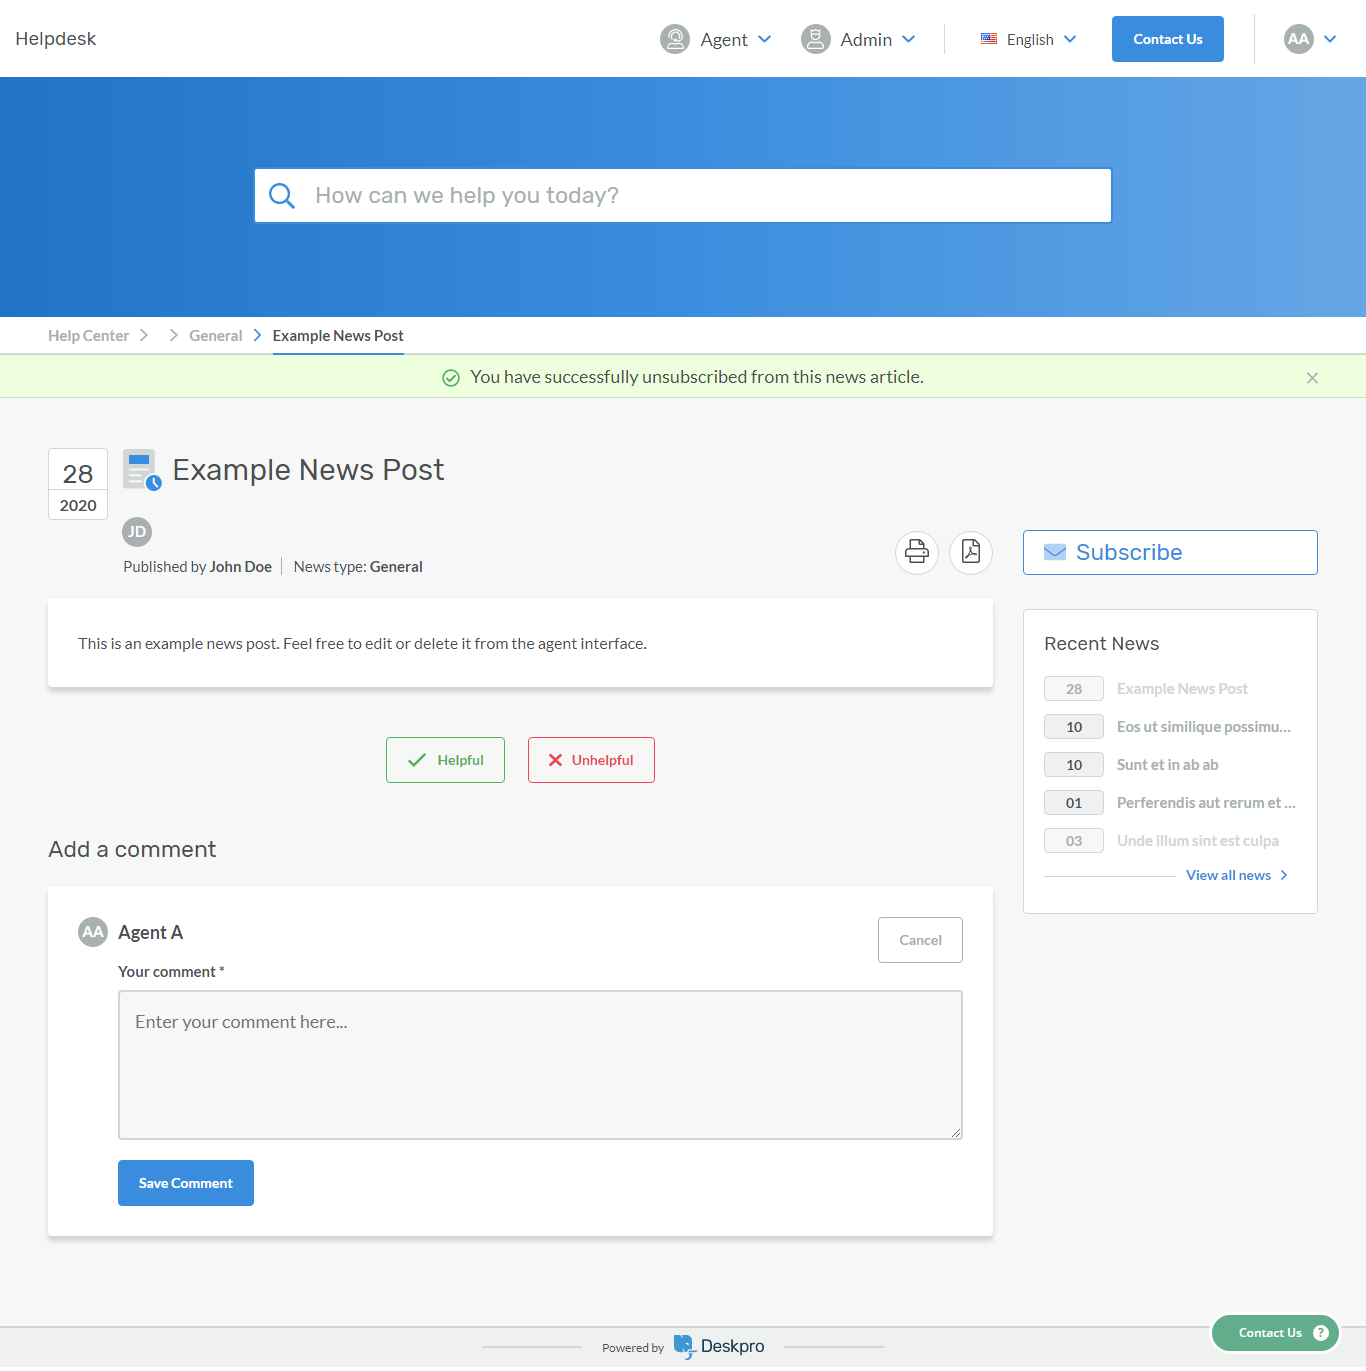 Helpdesk
Agent
Admin
English
Contact Us
AA
How can we help you today?
Help Center
General
Example News Post
You have successfully unsubscribed from this news article.
28
2020
Example News Post
JD
Published by John Doe
News type: General
Subscribe
This is an example news post. Feel free to edit or delete it from the agent interface.
Helpful
Unhelpful
Recent News
28 Example News Post
10 Eos ut similique possimu...
10 Sunt et in ab ab
01 Perferendis aut rerum et ...
03 Unde illum sint est culpa
View all news
Add a comment
AA
Agent A
Cancel
Your comment *
Enter your comment here...
Save Comment
Powered by Deskpro
Contact Us ?